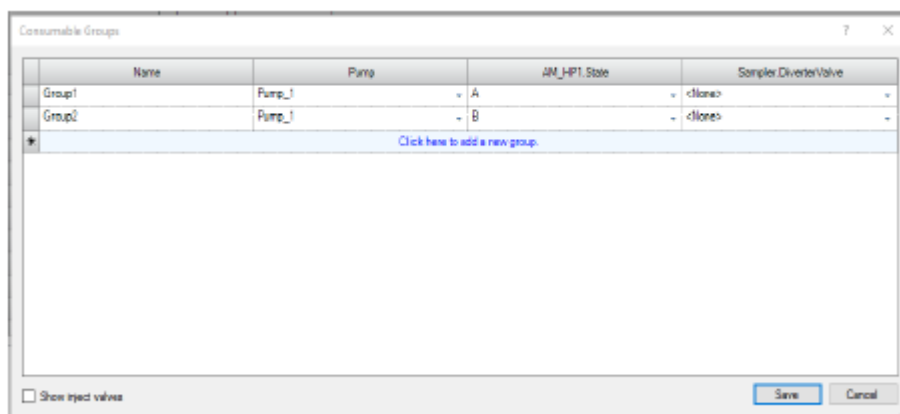 Consumable Groups ?
Name Pump AM_HP1.State Sampler.DiverterValve
Group1 Pump_1 A <None>
Group2 Pump_1 B <None>
Click here to add a new group.
Show inject valves Save Cancel